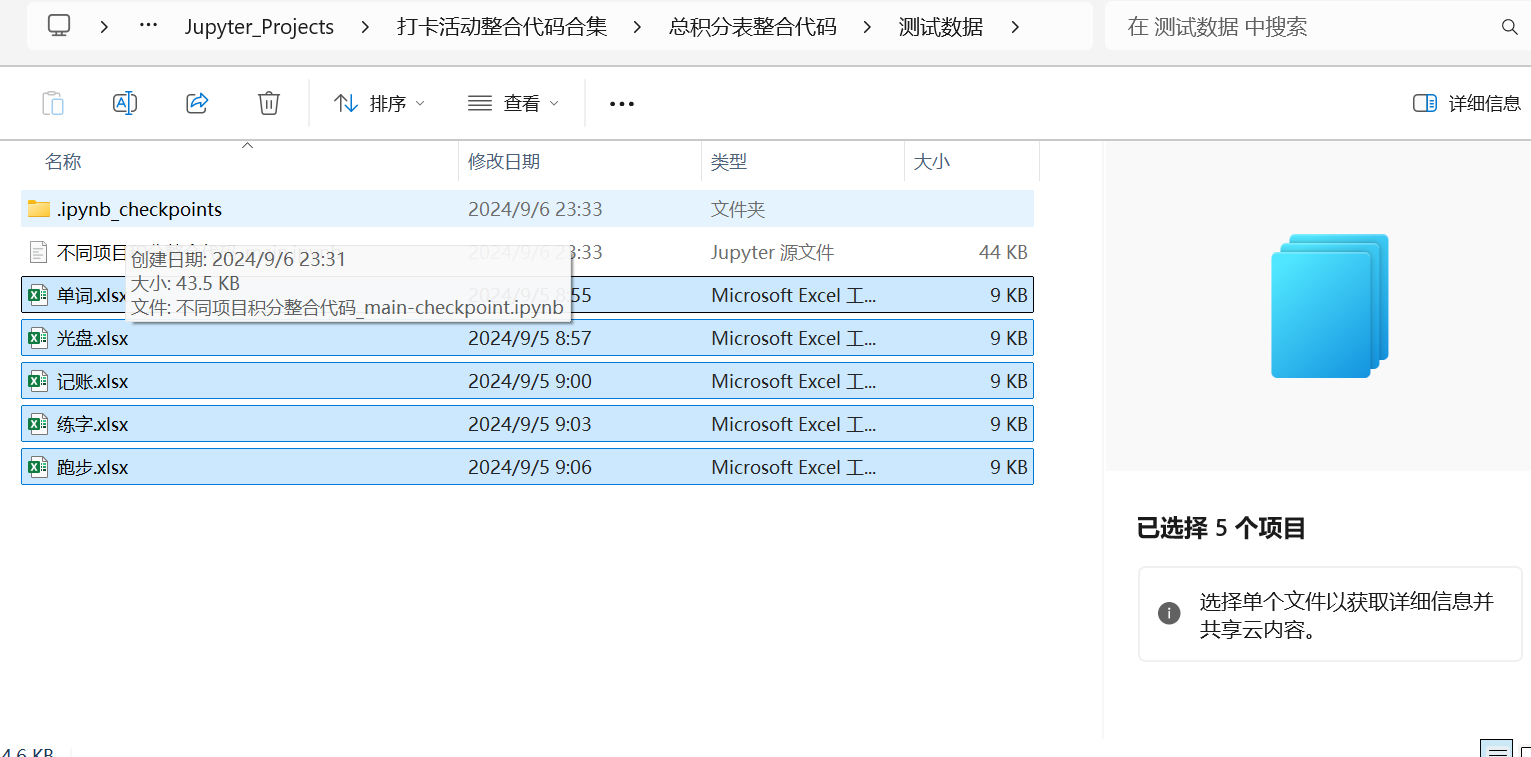 Jupyter_Projects 打卡活动整合代码合集 总积分表整合代码 测试数据 在 测试数据 中搜索
排序 查看 详细信息
名称 修改日期 类型 大小
.ipynb_checkpoints 2024/9/6 23:33 文件夹
不同项目 3:33 Jupyter 源文件 44 KB
创建日期: 2024/9/6 23:31
大小: 43.5 KB
单词.xlsx 55 Microsoft Excel 工... 9 KB
文件: 不同项目积分整合代码_main-checkpoint.ipynb
光盘.xlsx 2024/9/5 8:57 Microsoft Excel 工... 9 KB
记账.xlsx 2024/9/5 9:00 Microsoft Excel 工... 9 KB
练字.xlsx 2024/9/5 9:03 Microsoft Excel 工... 9 KB
跑步.xlsx 2024/9/5 9:06 Microsoft Excel 工... 9 KB
已选择 5 个项目
选择单个文件以获取详细信息并
共享云内容。
4.6 KB